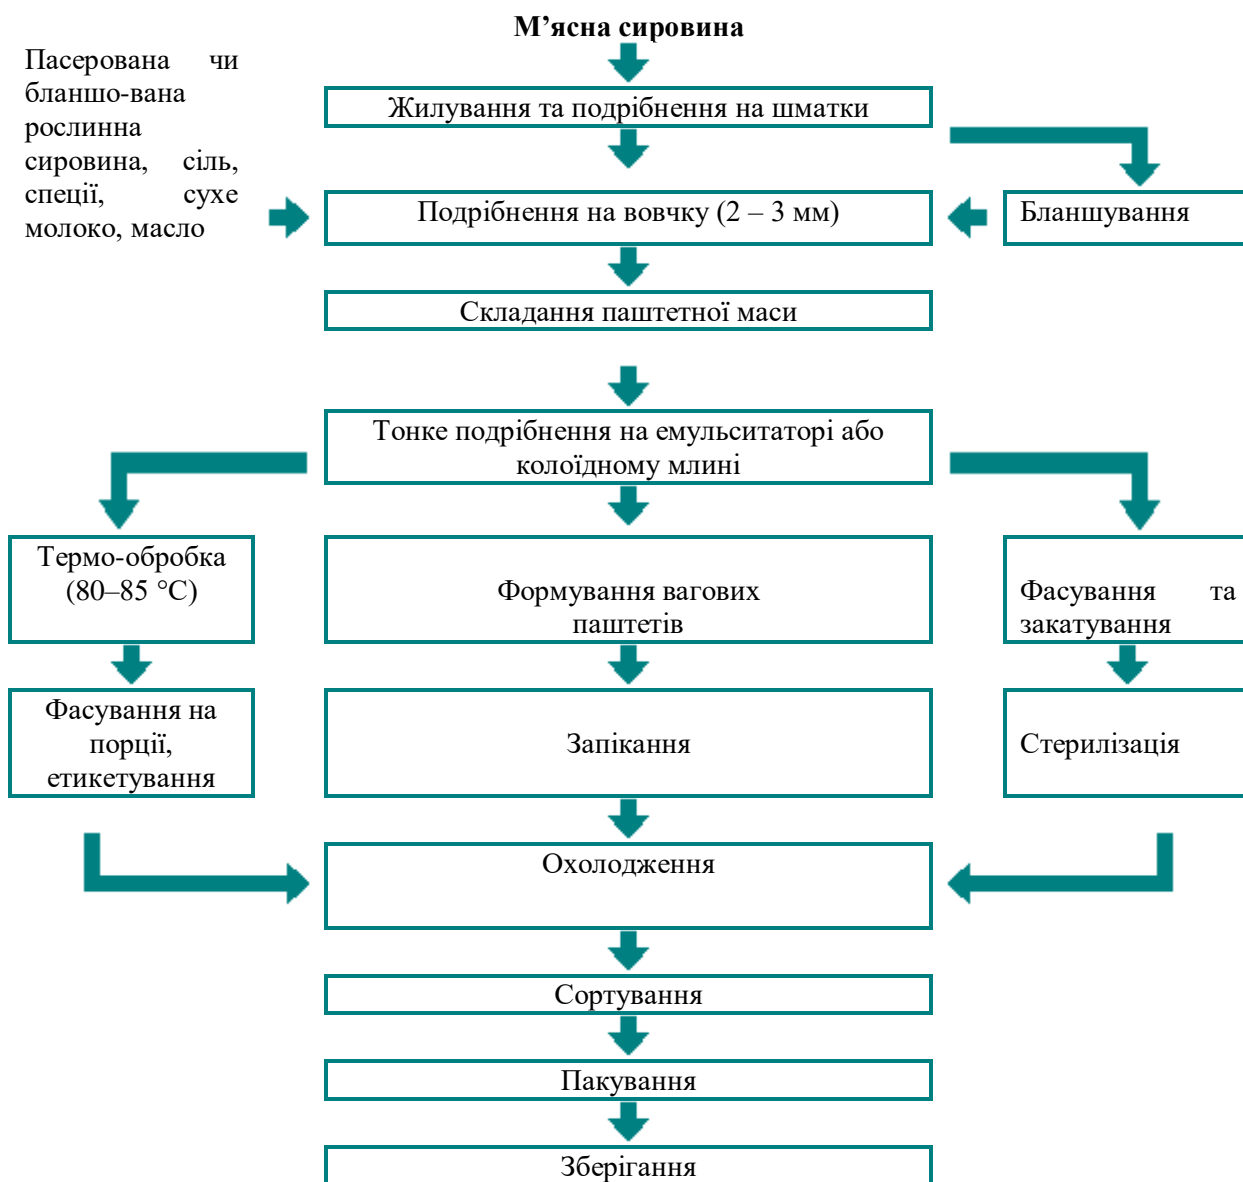 М’ясна сировина
Пасерована чи
бланшо-вана
рослинна
сировина, сіль,
спеції, сухе
молоко, масло
Жилування та подрібнення на шматки
Подрібнення на вовчку (2 – 3 мм)
Бланшування
Складання паштетної маси
Тонке подрібнення на емульситаторі або
колоїдному млині
Термо-обробка
(80–85 °С)
Формування вагових
паштетів
Фасування та
закатування
Фасування на
порції,
етикетування
Запікання
Стерилізація
Охолодження
Сортування
Пакування
Зберігання